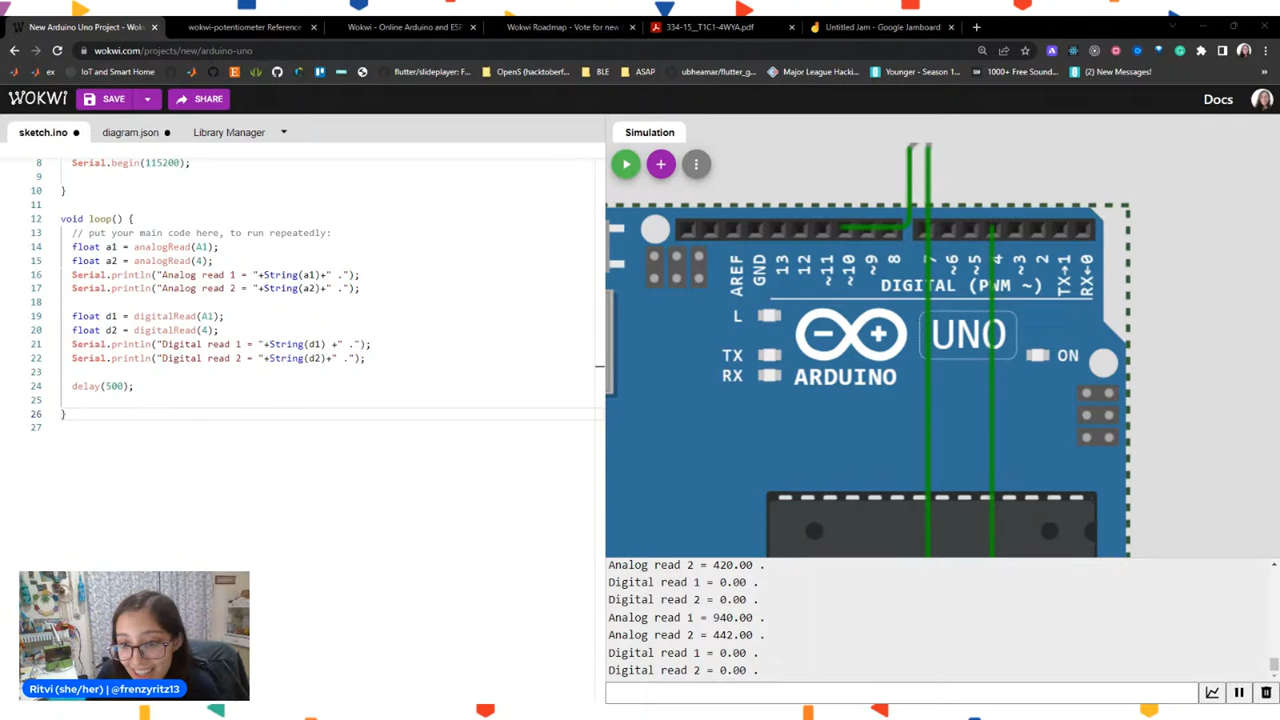 New Arduino Uno Project - Wok
wokwi-potentiometer Reference
Wokwi - Online Arduino and ESP
Wokwi Roadmap - Vote for new
334-15__T1C1-4WYA.pdf
Untitled Jam - Google Jamboard
wokwi.com/projects/new/arduino-uno
ex
IoT and Smart Home
flutter/slideplayer: F...
OpenS (hacktoberf...
BLE
ASAP
ubheamar/flutter_g...
Major League Hacki...
Younger - Season 1...
1000+ Free Sound...
(2) New Messages!
WOKWI
SAVE
SHARE
Docs
sketch.ino
diagram.json
Library Manager
Simulation
8 Serial.begin(115200);
9
10 }
11
12 void loop() {
13 // put your main code here, to run repeatedly:
14 float a1 = analogRead(A1);
15 float a2 = analogRead(4);
16 Serial.println("Analog read 1 = "+String(a1)+" .");
17 Serial.println("Analog read 2 = "+String(a2)+" .");
18
19 float d1 = digitalRead(A1);
20 float d2 = digitalRead(4);
21 Serial.println("Digital read 1 = "+String(d1) +" .");
22 Serial.println("Digital read 2 = "+String(d2)+" .");
23
24 delay(500);
25
26 }
27
AREF
GND
13
12
~11
~10
~9
8
7
~6
~5
4
~3
2
TX→1
RX←0
DIGITAL (PWM ~)
L
TX
RX
UNO
ARDUINO
ON
Analog read 2 = 420.00 .
Digital read 1 = 0.00 .
Digital read 2 = 0.00 .
Analog read 1 = 940.00 .
Analog read 2 = 442.00 .
Digital read 1 = 0.00 .
Digital read 2 = 0.00 .
Ritvi (she/her) | @frenzyritz13